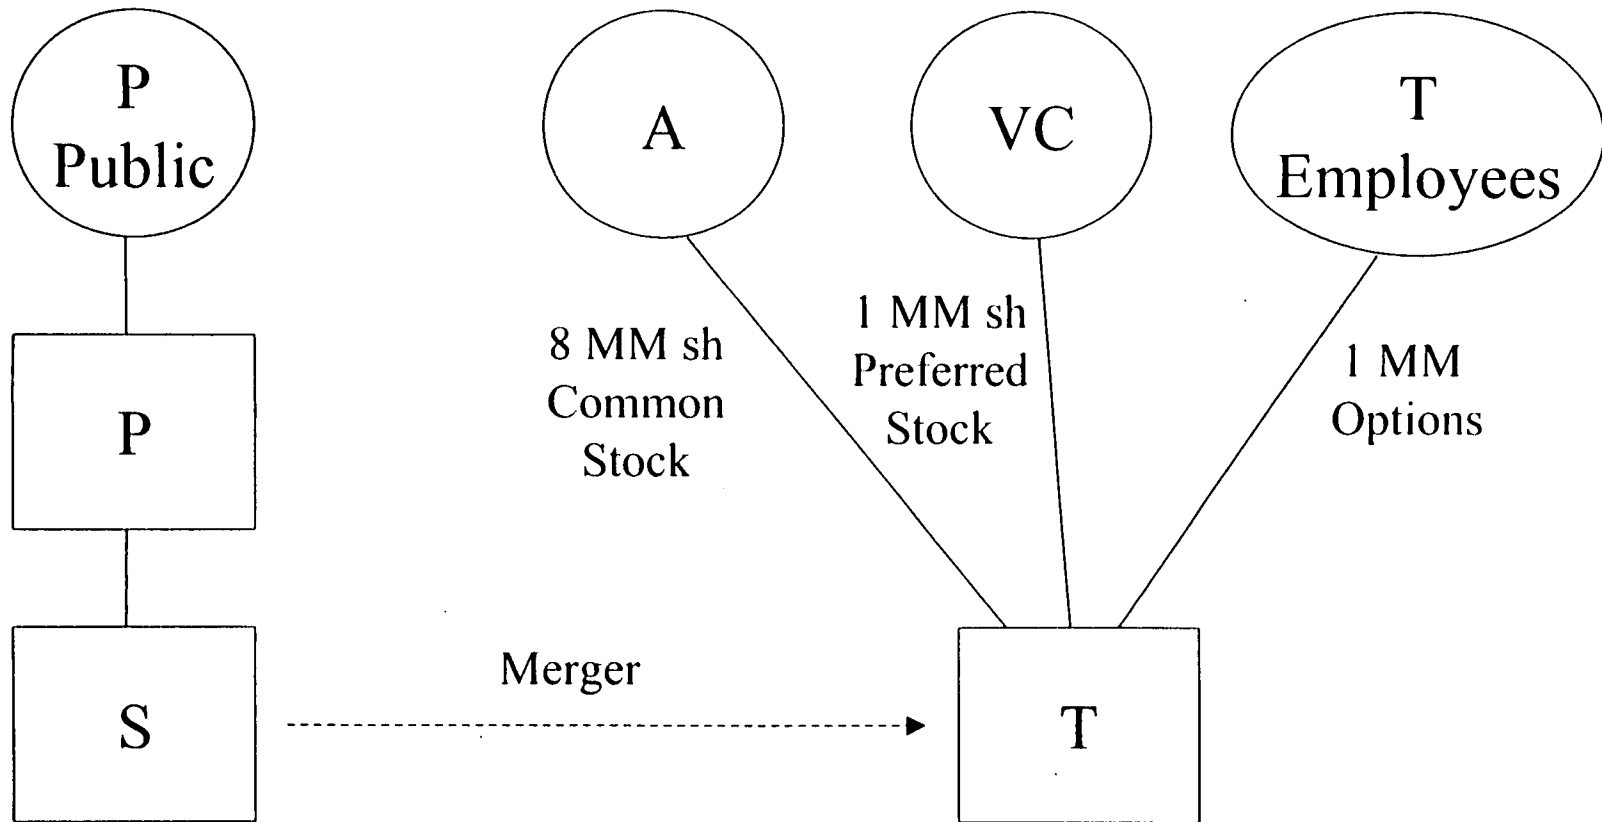 P
Public
A
VC
T
Employees
8 MM sh
Common
Stock
1 MM sh
Preferred
Stock
1 MM
Options
P
Merger
S
T